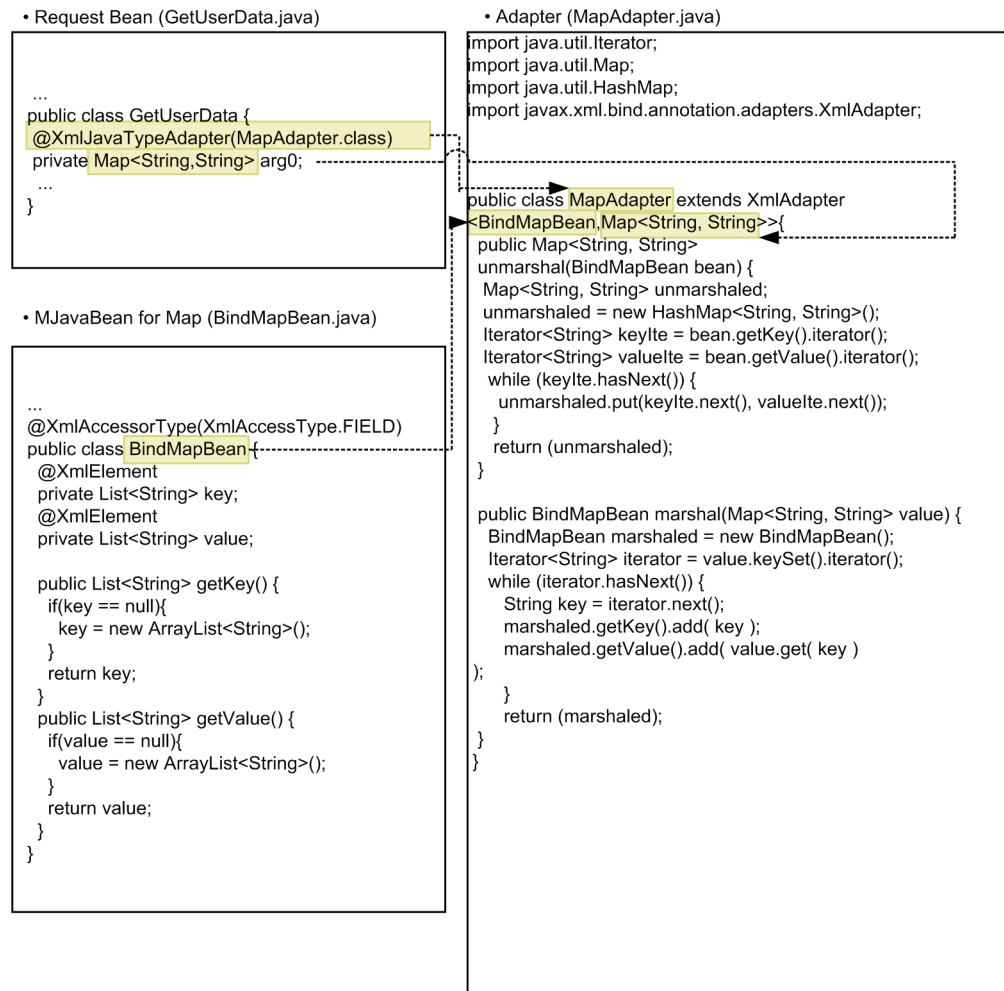 • Request Bean (GetUserData.java)
...
public class GetUserData {
@XmlJavaTypeAdapter(MapAdapter.class)
private Map<String,String> arg0;
...
}
• MJavaBean for Map (BindMapBean.java)
...
@XmlAccessorType(XmlAccessType.FIELD)
public class BindMapBean {
@XmlElement
private List<String> key;
@XmlElement
private List<String> value;
public List<String> getKey() {
if(key == null){
key = new ArrayList<String>();
}
return key;
}
public List<String> getValue() {
if(value == null){
value = new ArrayList<String>();
}
return value;
}
}
• Adapter (MapAdapter.java)
import java.util.Iterator;
import java.util.Map;
import java.util.HashMap;
import javax.xml.bind.annotation.adapters.XmlAdapter;
public class MapAdapter extends XmlAdapter
<BindMapBean,Map<String, String>>{
public Map<String, String>
unmarshal(BindMapBean bean) {
Map<String, String> unmarshaled;
unmarshaled = new HashMap<String, String>();
Iterator<String> keyIte = bean.getKey().iterator();
Iterator<String> valueIte = bean.getValue().iterator();
while (keyIte.hasNext()) {
unmarshaled.put(keyIte.next(), valueIte.next());
}
return (unmarshaled);
}
public BindMapBean marshal(Map<String, String> value) {
BindMapBean marshaled = new BindMapBean();
Iterator<String> iterator = value.keySet().iterator();
while (iterator.hasNext()) {
String key = iterator.next();
marshaled.getKey().add( key );
marshaled.getValue().add( value.get( key )
);
}
return (marshaled);
}
}